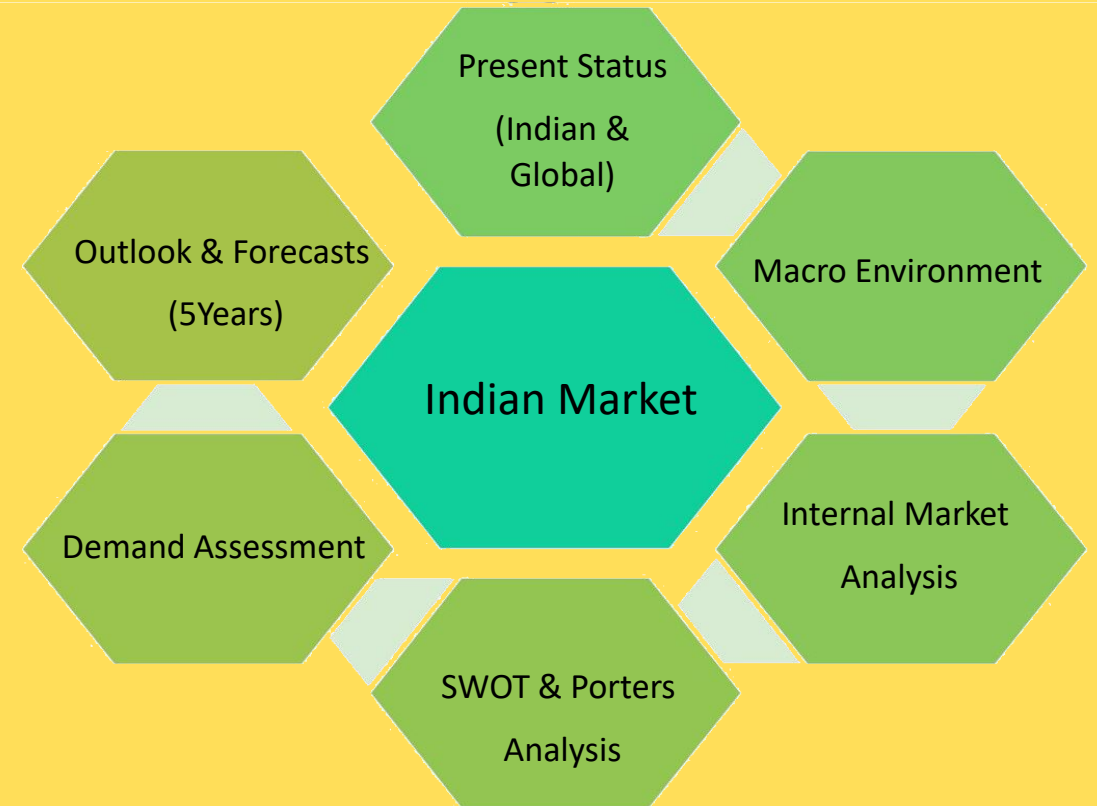 Present Status
(Indian &
Global)
Macro Environment
Internal Market
Analysis
SWOT & Porters
Analysis
Demand Assessment
Outlook & Forecasts
(5Years)
Indian Market